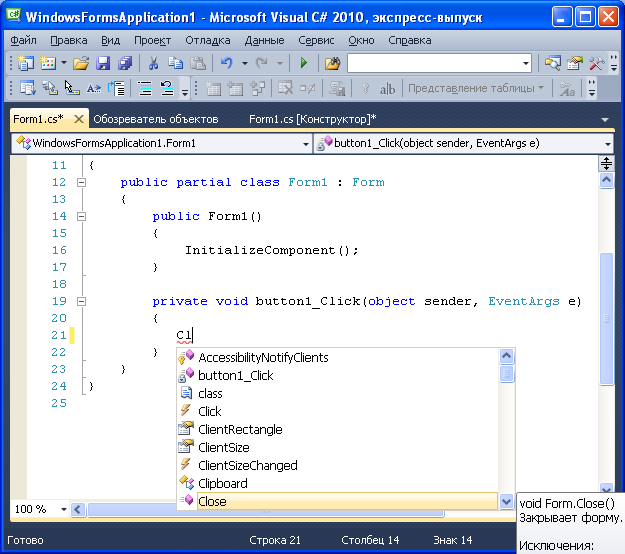 WindowsFormsApplication1 - Microsoft Visual C# 2010, экспресс-выпуск
Файл Правка Вид Проект Отладка Данные Сервис Окно Справка
Представление таблицы
Form1.cs* Обозреватель объектов Form1.cs [Конструктор]*
WindowsFormsApplication1.Form1 button1_Click(object sender, EventArgs e)
11 {
12 public partial class Form1 : Form
13 {
14 public Form1()
15 {
16 InitializeComponent();
17 }
18
19 private void button1_Click(object sender, EventArgs e)
20 {
21 Cl
22 }
23 }
24 }
25
AccessibilityNotifyClients
button1_Click
class
Click
ClientRectangle
ClientSize
ClientSizeChanged
Clipboard
Close
void Form.Close()
Закрывает форму.
Исключения:
100 %
Готово Строка 21 Столбец 14 Знак 14